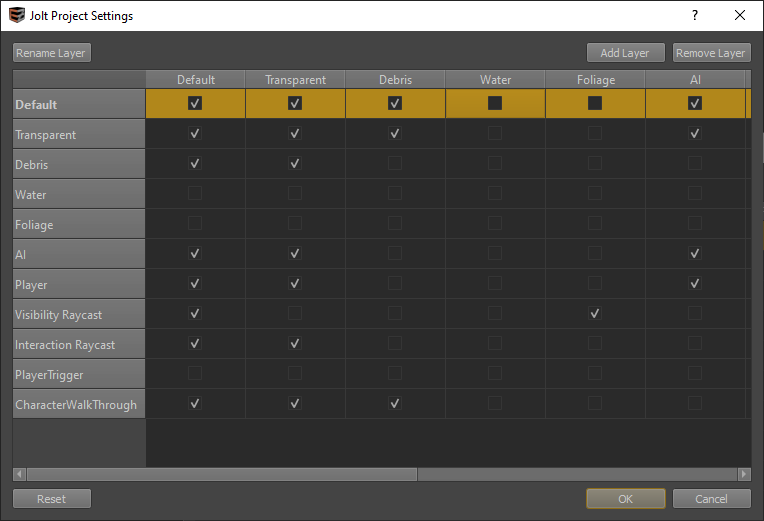 Jolt Project Settings
Rename Layer Add Layer Remove Layer
Default Transparent Debris Water Foliage AI
Default
Transparent
Debris
Water
Foliage
AI
Player
Visibility Raycast
Interaction Raycast
PlayerTrigger
CharacterWalkThrough
Reset OK Cancel